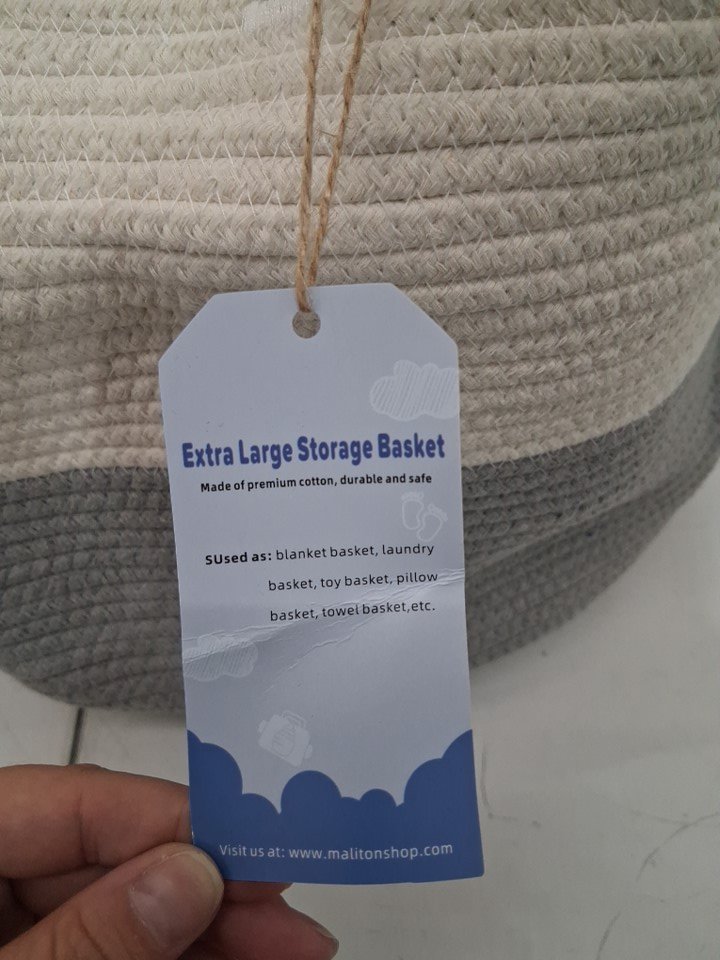 Extra Large Storage Basket
Made of premium cotton, durable and safe
SUsed as: blanket basket, laundry
basket, toy basket, pillow
basket, towel basket,etc.
Visit us at: www.malitonshop.com